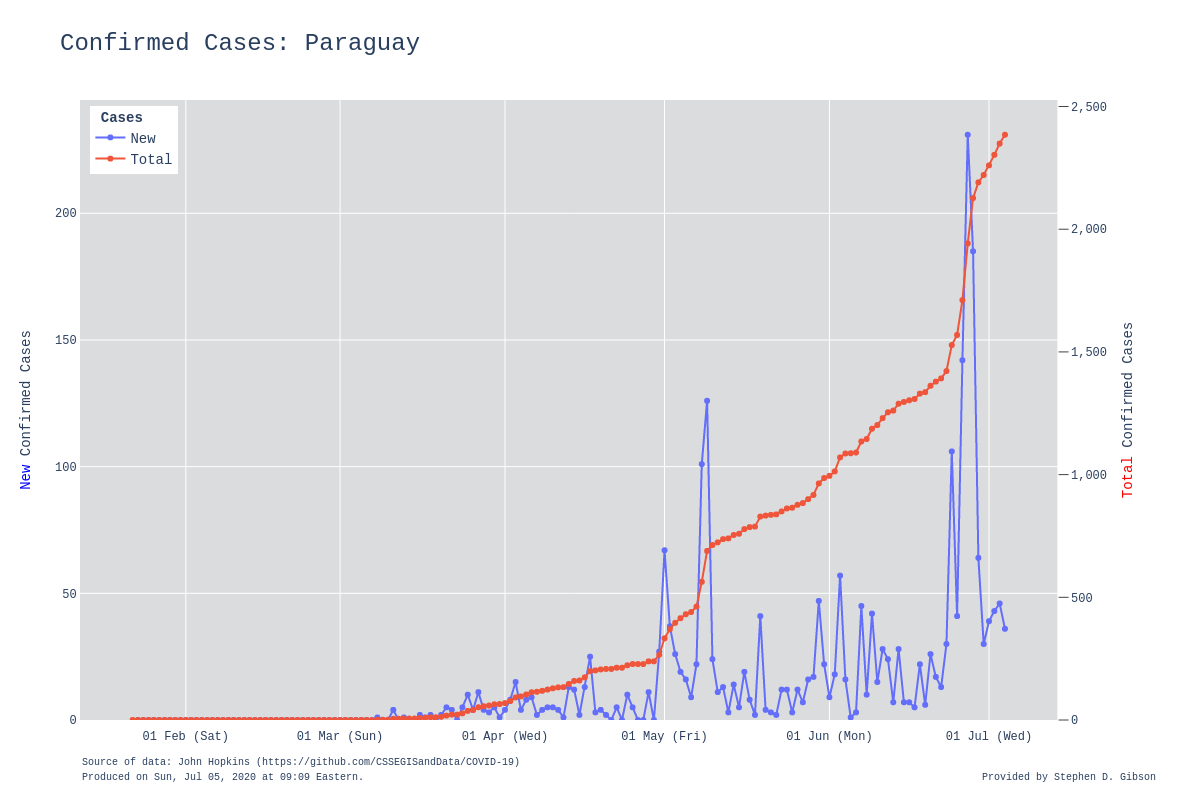 Confirmed Cases: Paraguay
Cases
New
Total
200
150
100
50
0
2,500
2,000
1,500
1,000
500
0
New Confirmed Cases
Total Confirmed Cases
01 Feb (Sat)
01 Mar (Sun)
01 Apr (Wed)
01 May (Fri)
01 Jun (Mon)
01 Jul (Wed)
Source of data: John Hopkins (https://github.com/CSSEGISandData/COVID-19)
Produced on Sun, Jul 05, 2020 at 09:09 Eastern.
Provided by Stephen D. Gibson